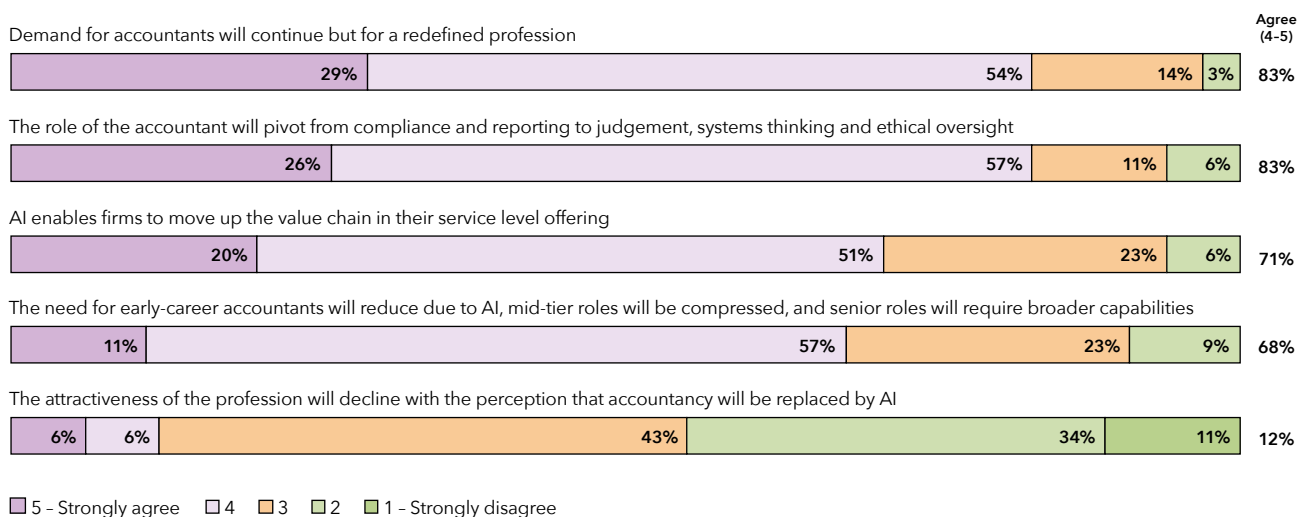 Agree
(4–5)
Demand for accountants will continue but for a redefined profession
29% 54% 14% 3% 83%
The role of the accountant will pivot from compliance and reporting to judgement, systems thinking and ethical oversight
26% 57% 11% 6% 83%
AI enables firms to move up the value chain in their service level offering
20% 51% 23% 6% 71%
The need for early-career accountants will reduce due to AI, mid-tier roles will be compressed, and senior roles will require broader capabilities
11% 57% 23% 9% 68%
The attractiveness of the profession will decline with the perception that accountancy will be replaced by AI
6% 6% 43% 34% 11% 12%
5 – Strongly agree 4 3 2 1 – Strongly disagree